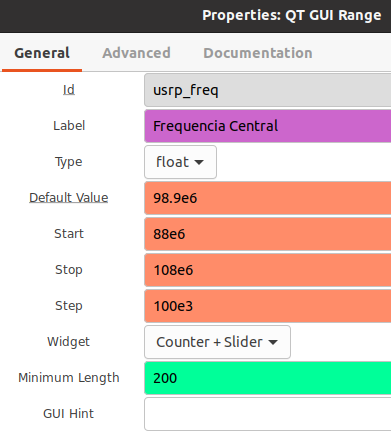 Properties: QT GUI Range
General Advanced Documentation
Id usrp_freq
Label Frequencia Central
Type float
Default Value 98.9e6
Start 88e6
Stop 108e6
Step 100e3
Widget Counter + Slider
Minimum Length 200
GUI Hint